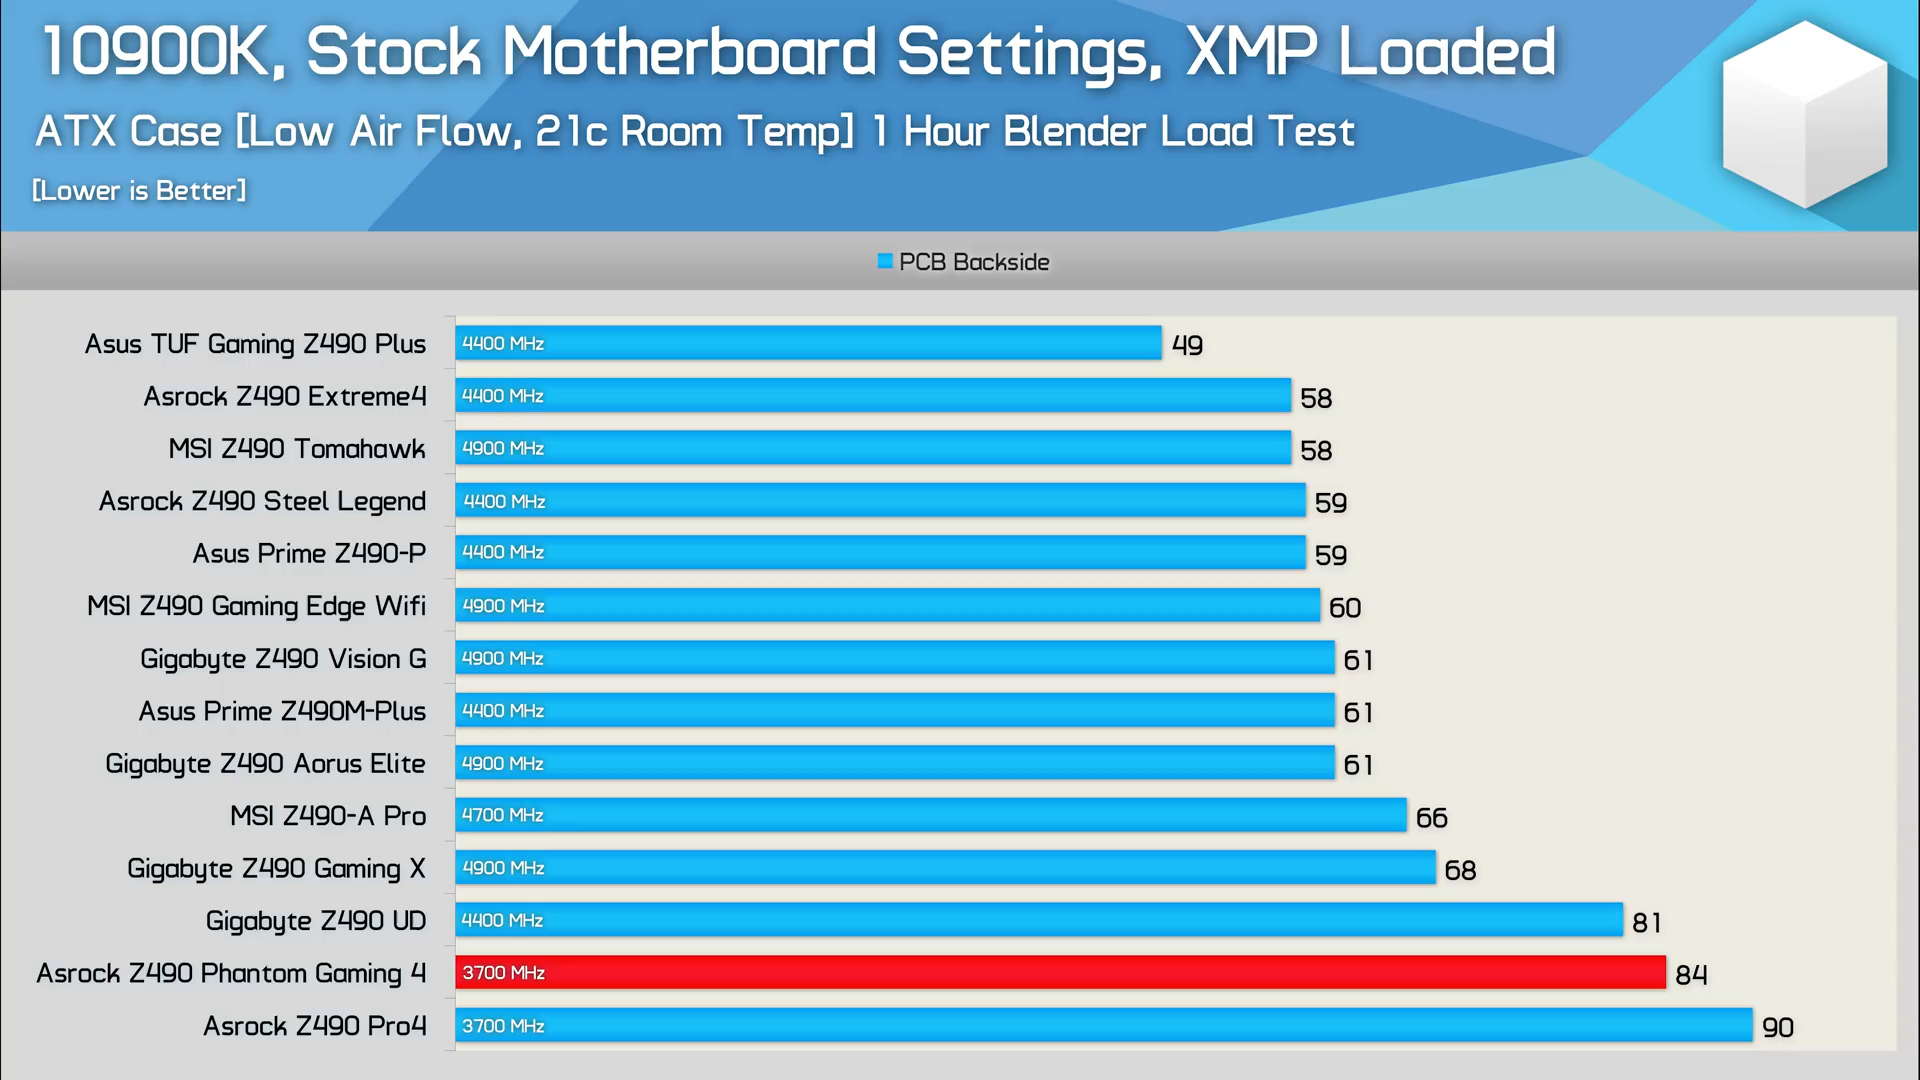 10900K, Stock Motherboard Settings, XMP Loaded
ATX Case [Low Air Flow, 21c Room Temp] 1 Hour Blender Load Test
[Lower is Better]
PCB Backside
Asus TUF Gaming Z490 Plus 4400 MHz 49
Asrock Z490 Extreme4 4400 MHz 58
MSI Z490 Tomahawk 4900 MHz 58
Asrock Z490 Steel Legend 4400 MHz 59
Asus Prime Z490-P 4400 MHz 59
MSI Z490 Gaming Edge Wifi 4900 MHz 60
Gigabyte Z490 Vision G 4900 MHz 61
Asus Prime Z490M-Plus 4400 MHz 61
Gigabyte Z490 Aorus Elite 4900 MHz 61
MSI Z490-A Pro 4700 MHz 66
Gigabyte Z490 Gaming X 4900 MHz 68
Gigabyte Z490 UD 4400 MHz 81
Asrock Z490 Phantom Gaming 4 3700 MHz 84
Asrock Z490 Pro4 3700 MHz 90